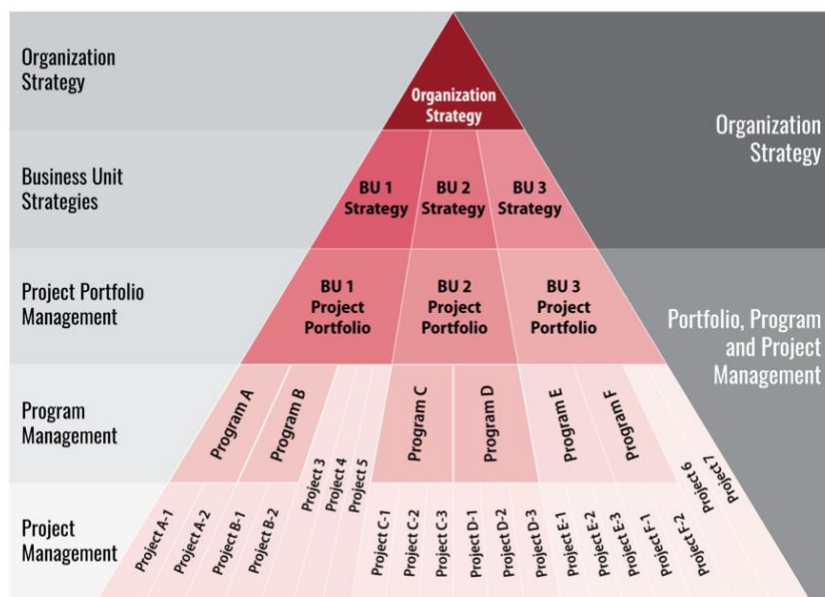 Organization
Strategy
Organization
Strategy
Organization
Strategy
Business Unit
Strategies
BU 1
Strategy
BU 2
Strategy
BU 3
Strategy
Project Portfolio
Management
BU 1
Project
Portfolio
BU 2
Project
Portfolio
BU 3
Project
Portfolio
Portfolio, Program
and Project
Management
Program
Management
Program A
Program B
Project 3
Project 4
Project 5
Program C
Program D
Program E
Program F
Project 6
Project 7
Project
Management
Project A-1
Project A-2
Project B-1
Project B-2
Project C-1
Project C-2
Project C-3
Project D-1
Project D-2
Project D-3
Project E-1
Project E-2
Project E-3
Project F-1
Project F-2